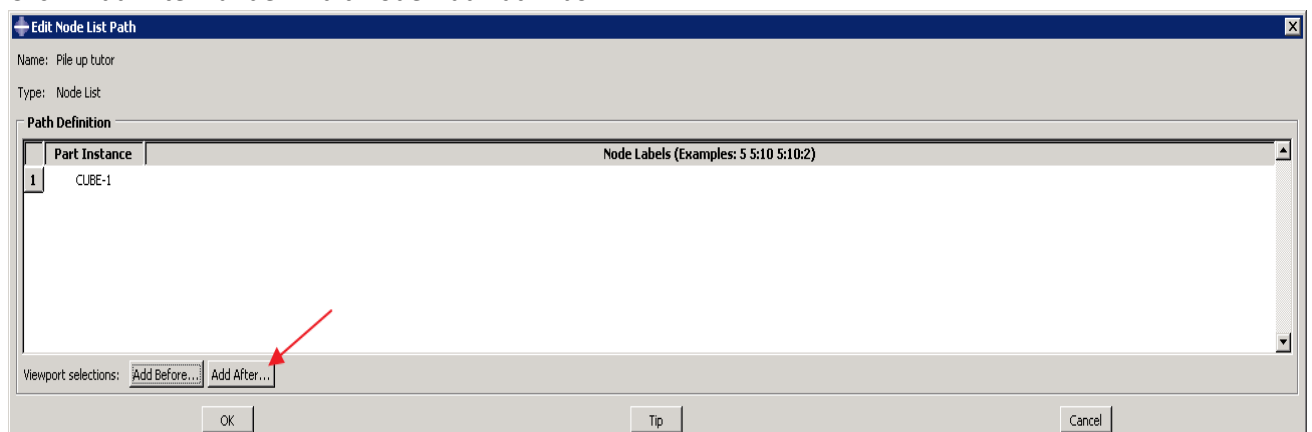 Edit Node List Path
Name: Pile up tutor
Type: Node List
Path Definition
Part Instance Node Labels (Examples: 5 5:10 5:10:2)
1 CUBE-1
Viewport selections: Add Before... Add After...
OK Tip Cancel